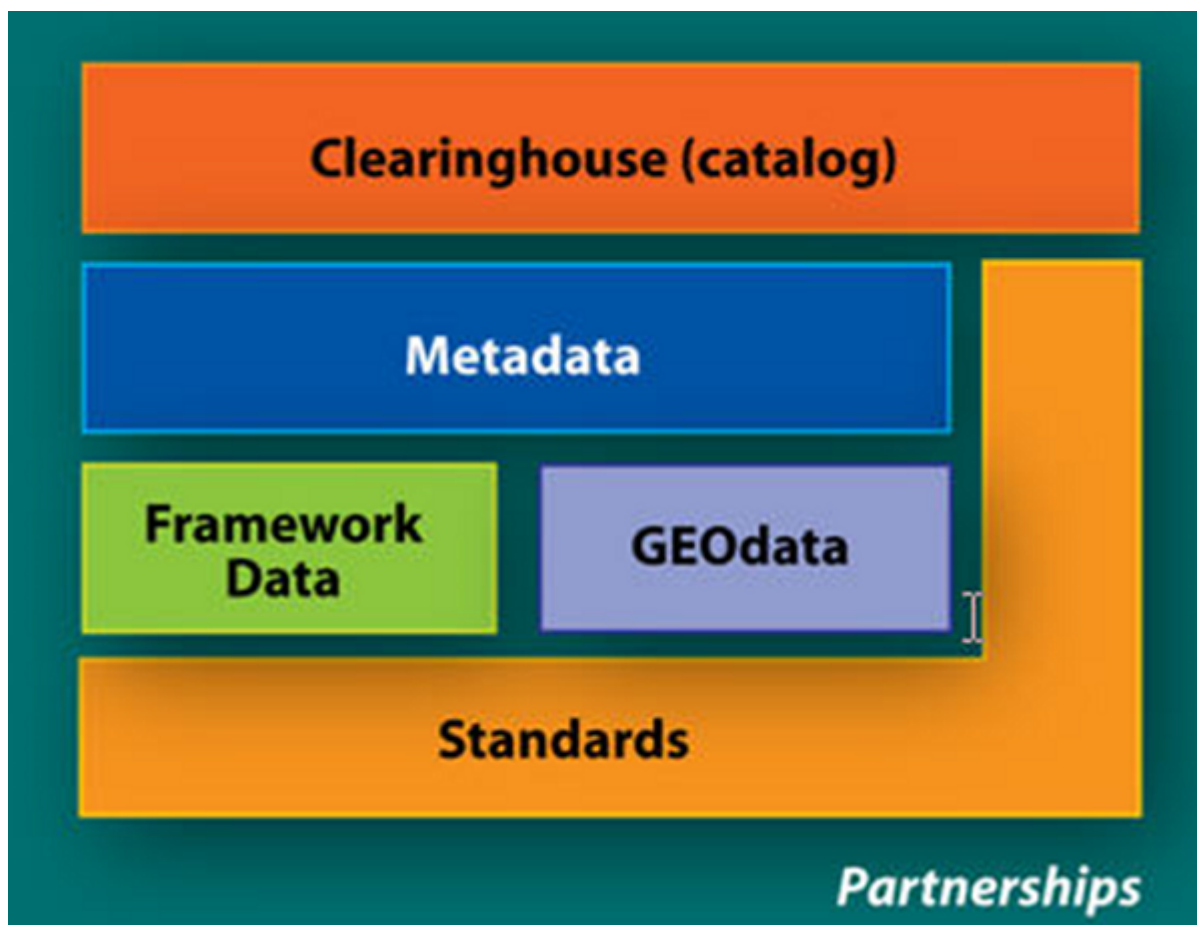 Clearinghouse (catalog)
Metadata
Framework
Data
GEOdata
Standards
Partnerships